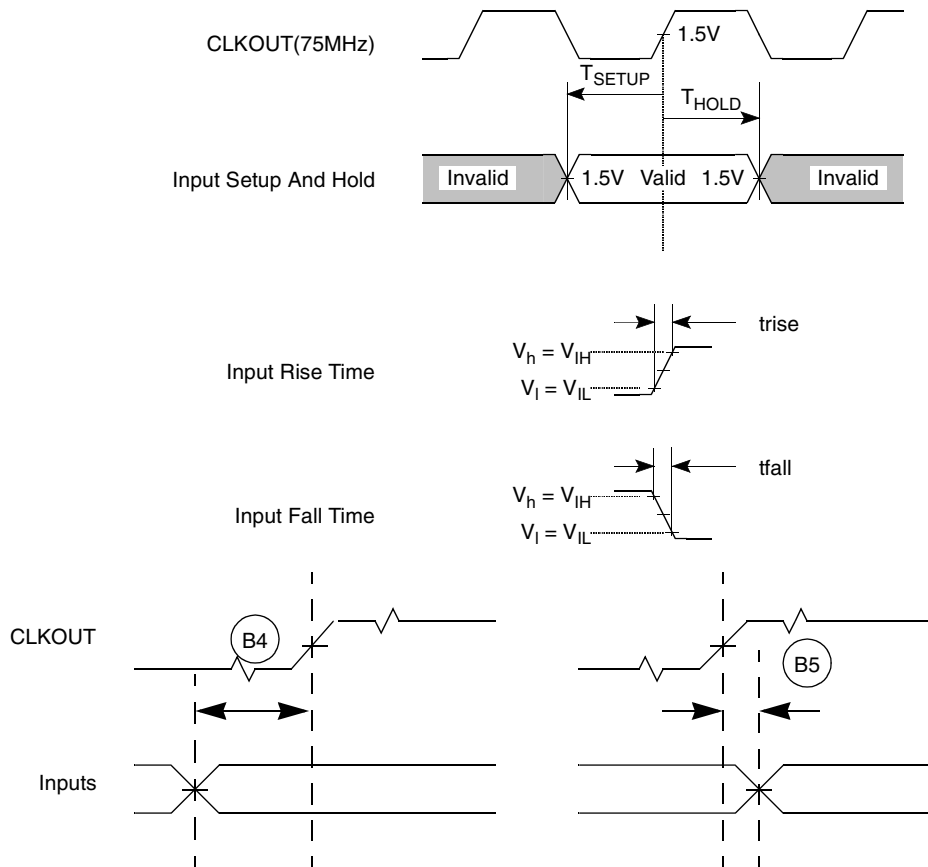 CLKOUT(75MHz)
1.5V
TSETUP
THOLD
Input Setup And Hold
Invalid
1.5V Valid 1.5V
Invalid
trise
Vh = VIH
Input Rise Time
Vl = VIL
tfall
Vh = VIH
Input Fall Time
Vl = VIL
CLKOUT
B4
B5
Inputs